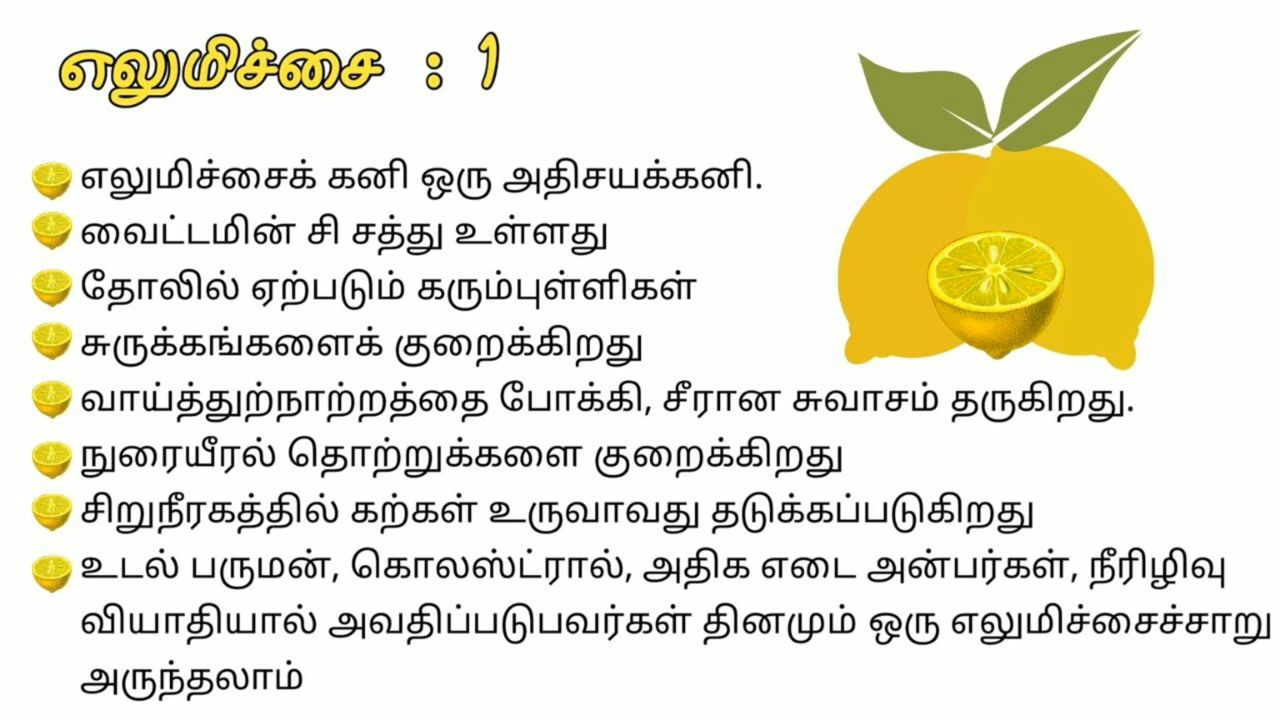 எலுமிச்சை : 1
எலுமிச்சைக் கனி ஒரு அதிசயக்கனி.
வைட்டமின் சி சத்து உள்ளது
தோலில் ஏற்படும் கரும்புள்ளிகள்
சுருக்கங்களைக் குறைக்கிறது
வாய்த்துற்நாற்றத்தை போக்கி, சீரான சுவாசம் தருகிறது.
நுரையீரல் தொற்றுக்களை குறைக்கிறது
சிறுநீரகத்தில் கற்கள் உருவாவது தடுக்கப்படுகிறது
உடல் பருமன், கொலஸ்ட்ரால், அதிக எடை அன்பர்கள், நீரிழிவு
வியாதியால் அவதிப்படுபவர்கள் தினமும் ஒரு எலுமிச்சைச்சாறு
அருந்தலாம்